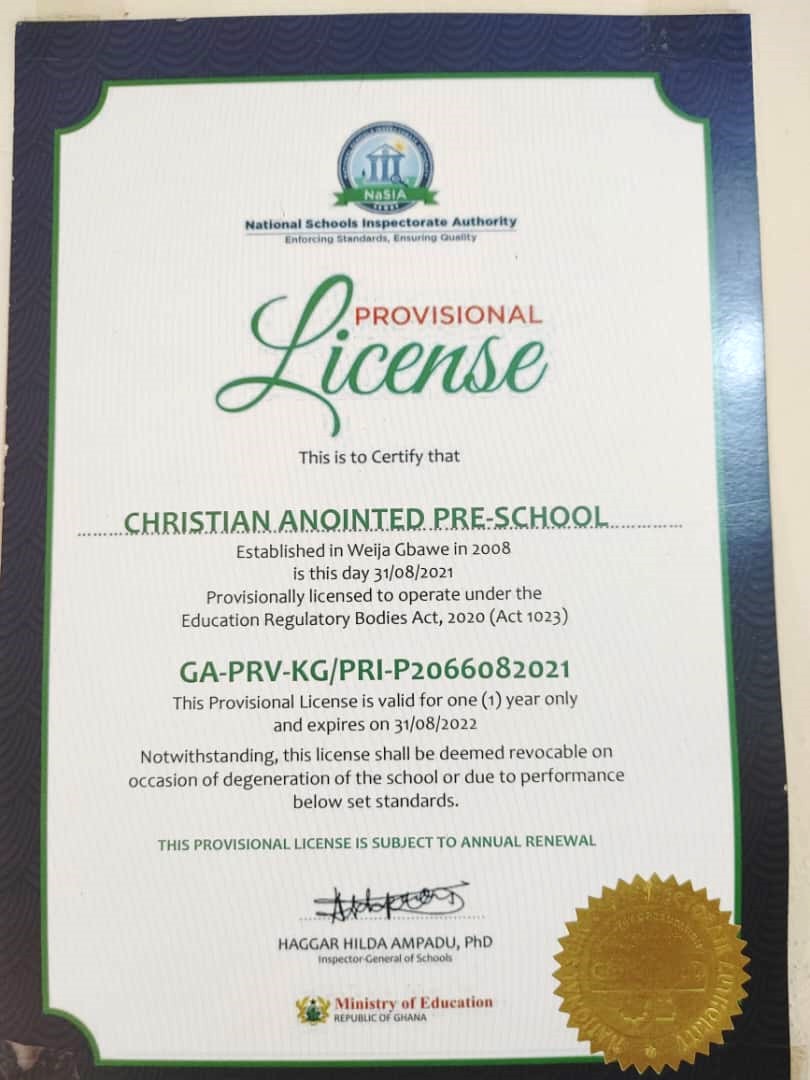 NaSIA
National Schools Inspectorate Authority
Enforcing Standards, Ensuring Quality
PROVISIONAL
License
This is to Certify that
CHRISTIAN ANOINTED PRE-SCHOOL
Established in Weija Gbawe in 2008
is this day 31/08/2021
Provisionally licensed to operate under the
Education Regulatory Bodies Act, 2020 (Act 1023)
GA-PRV-KG/PRI-P2066082021
This Provisional License is valid for one (1) year only
and expires on 31/08/2022
Notwithstanding, this license shall be deemed revocable on
occasion of degeneration of the school or due to performance
below set standards.
THIS PROVISIONAL LICENSE IS SUBJECT TO ANNUAL RENEWAL
HAGGAR HILDA AMPADU, PhD
Inspector-General of Schools
Ministry of Education
REPUBLIC OF GHANA